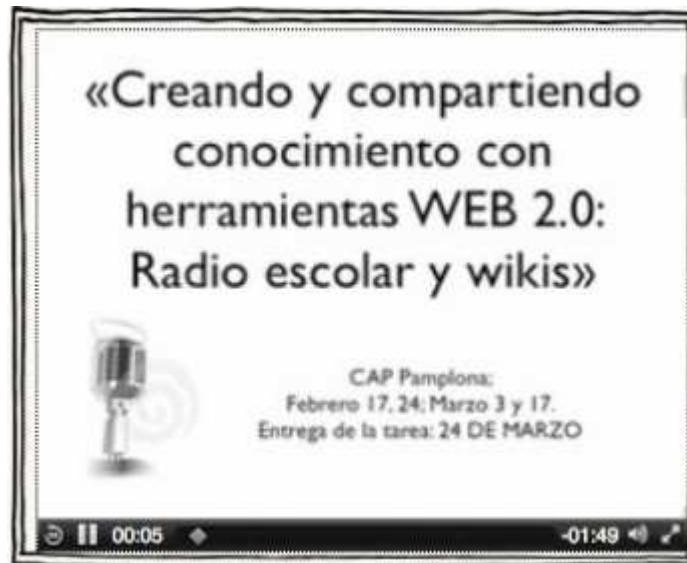 «Creando y compartiendo
conocimiento con
herramientas WEB 2.0:
Radio escolar y wikis»
CAP Pamplona:
Febrero 17, 24; Marzo 3 y 17.
Entrega de la tarea: 24 DE MARZO
00:05 -01:49